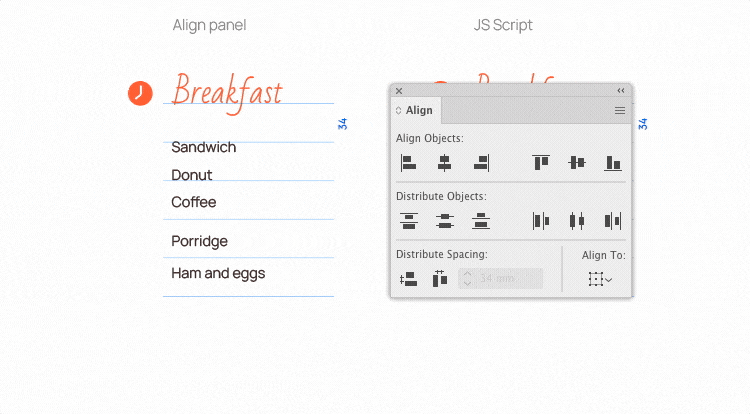 Align panel
JS Script
Breakfast
34
34
Sandwich
Donut
Coffee
Porridge
Ham and eggs
Align
Align Objects:
Distribute Objects:
Distribute Spacing:
Align To:
34 mm